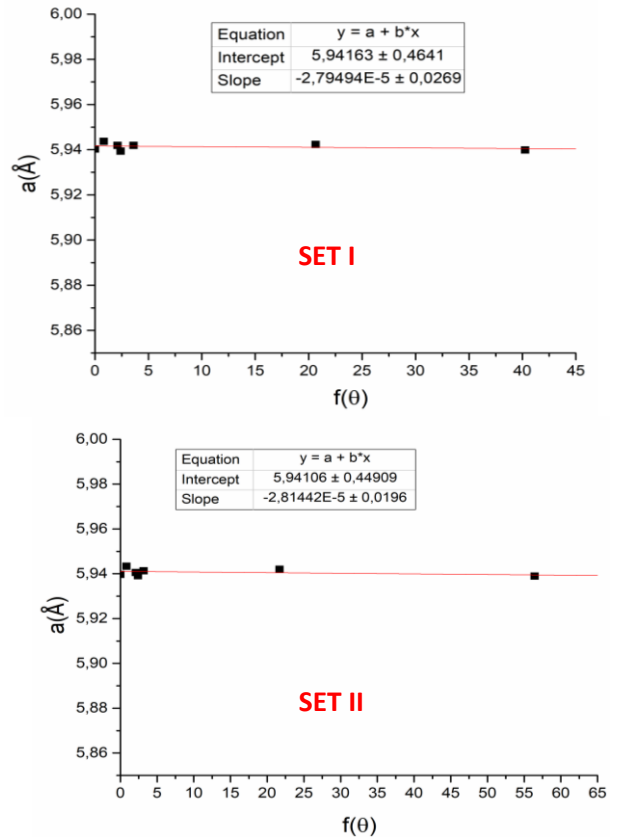 6,00
5,98
5,96
5,94
5,92
5,90
5,88
5,86
a(Å)
Equation y = a + b*x
Intercept 5,94163 ± 0,4641
Slope -2,79494E-5 ± 0,0269
SET I
0 5 10 15 20 25 30 35 40 45
f(θ)
6,00
5,98
5,96
5,94
5,92
5,90
5,88
5,86
a(Å)
Equation y = a + b*x
Intercept 5,94106 ± 0,44909
Slope -2,81442E-5 ± 0,0196
SET II
0 5 10 15 20 25 30 35 40 45 50 55 60 65
f(θ)